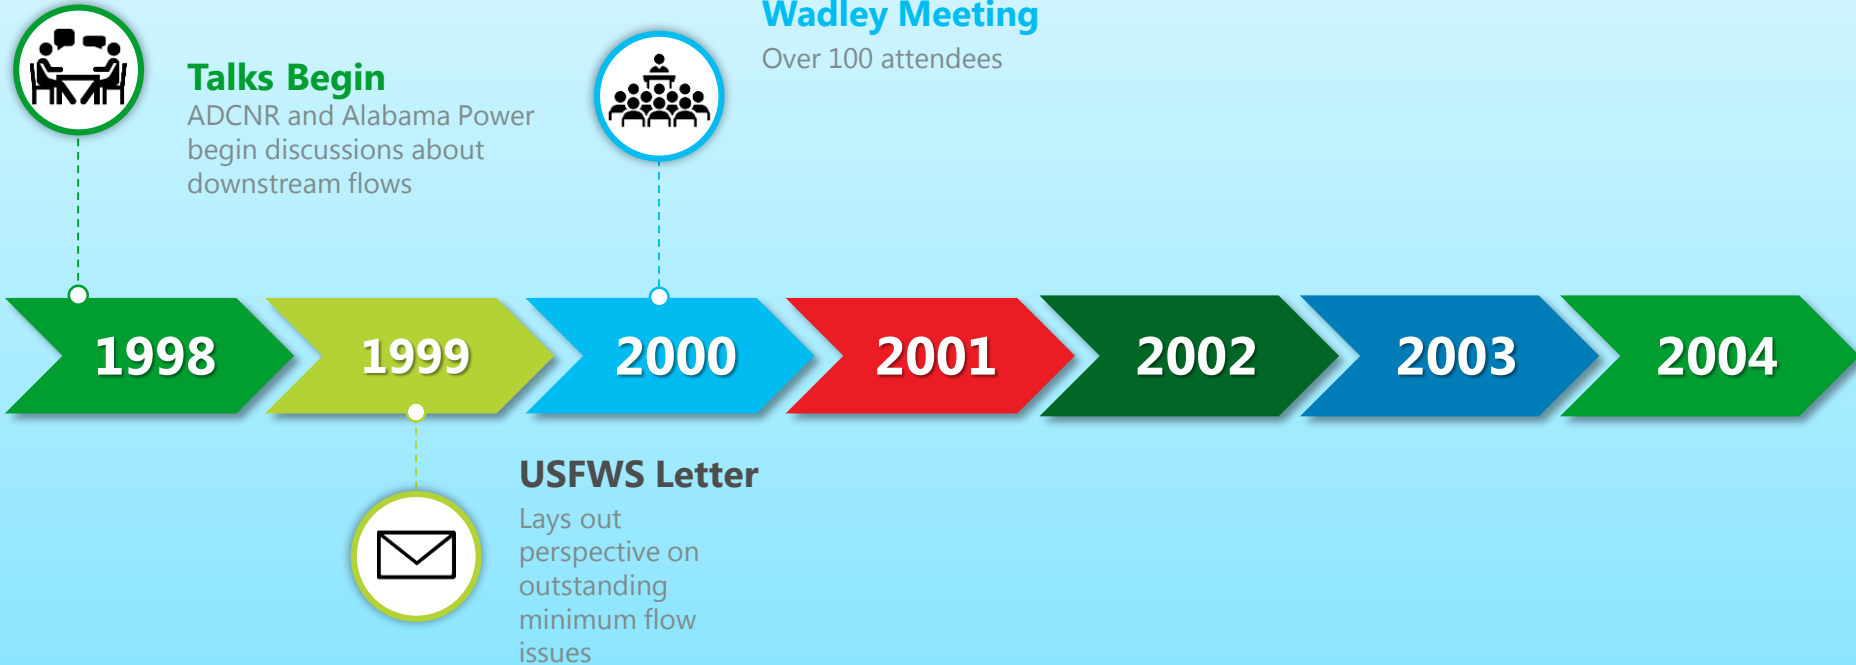 Wadley Meeting
Over 100 attendees
Talks Begin
ADCNR and Alabama Power
begin discussions about
downstream flows
1998
1999
2000
2001
2002
2003
2004
USFWS Letter
Lays out
perspective on
outstanding
minimum flow
issues